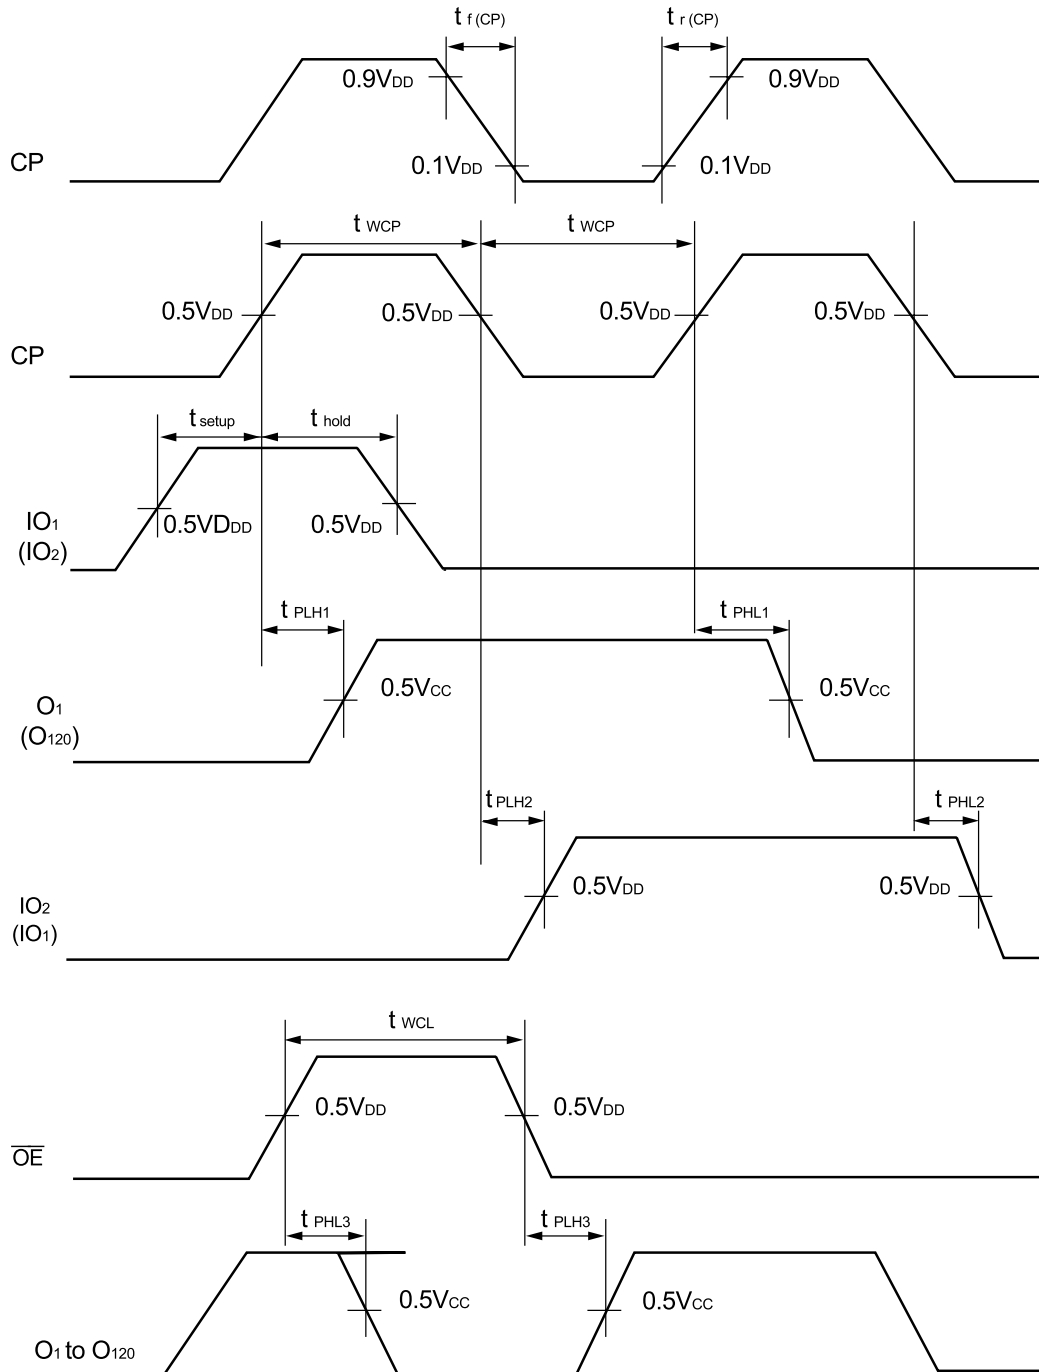 t f (CP)
t r (CP)
0.9VDD
0.9VDD
CP
0.1VDD
0.1VDD
t WCP
t WCP
0.5VDD
0.5VDD
0.5VDD
0.5VDD
CP
t setup
t hold
IO1
(IO2)
0.5VDDD
0.5VDD
t PLH1
t PHL1
O1
(O120)
0.5VCC
0.5VCC
t PLH2
t PHL2
IO2
(IO1)
0.5VDD
0.5VDD
t WCL
0.5VDD
0.5VDD
OE
t PHL3
t PLH3
0.5VCC
0.5VCC
O1 to O120